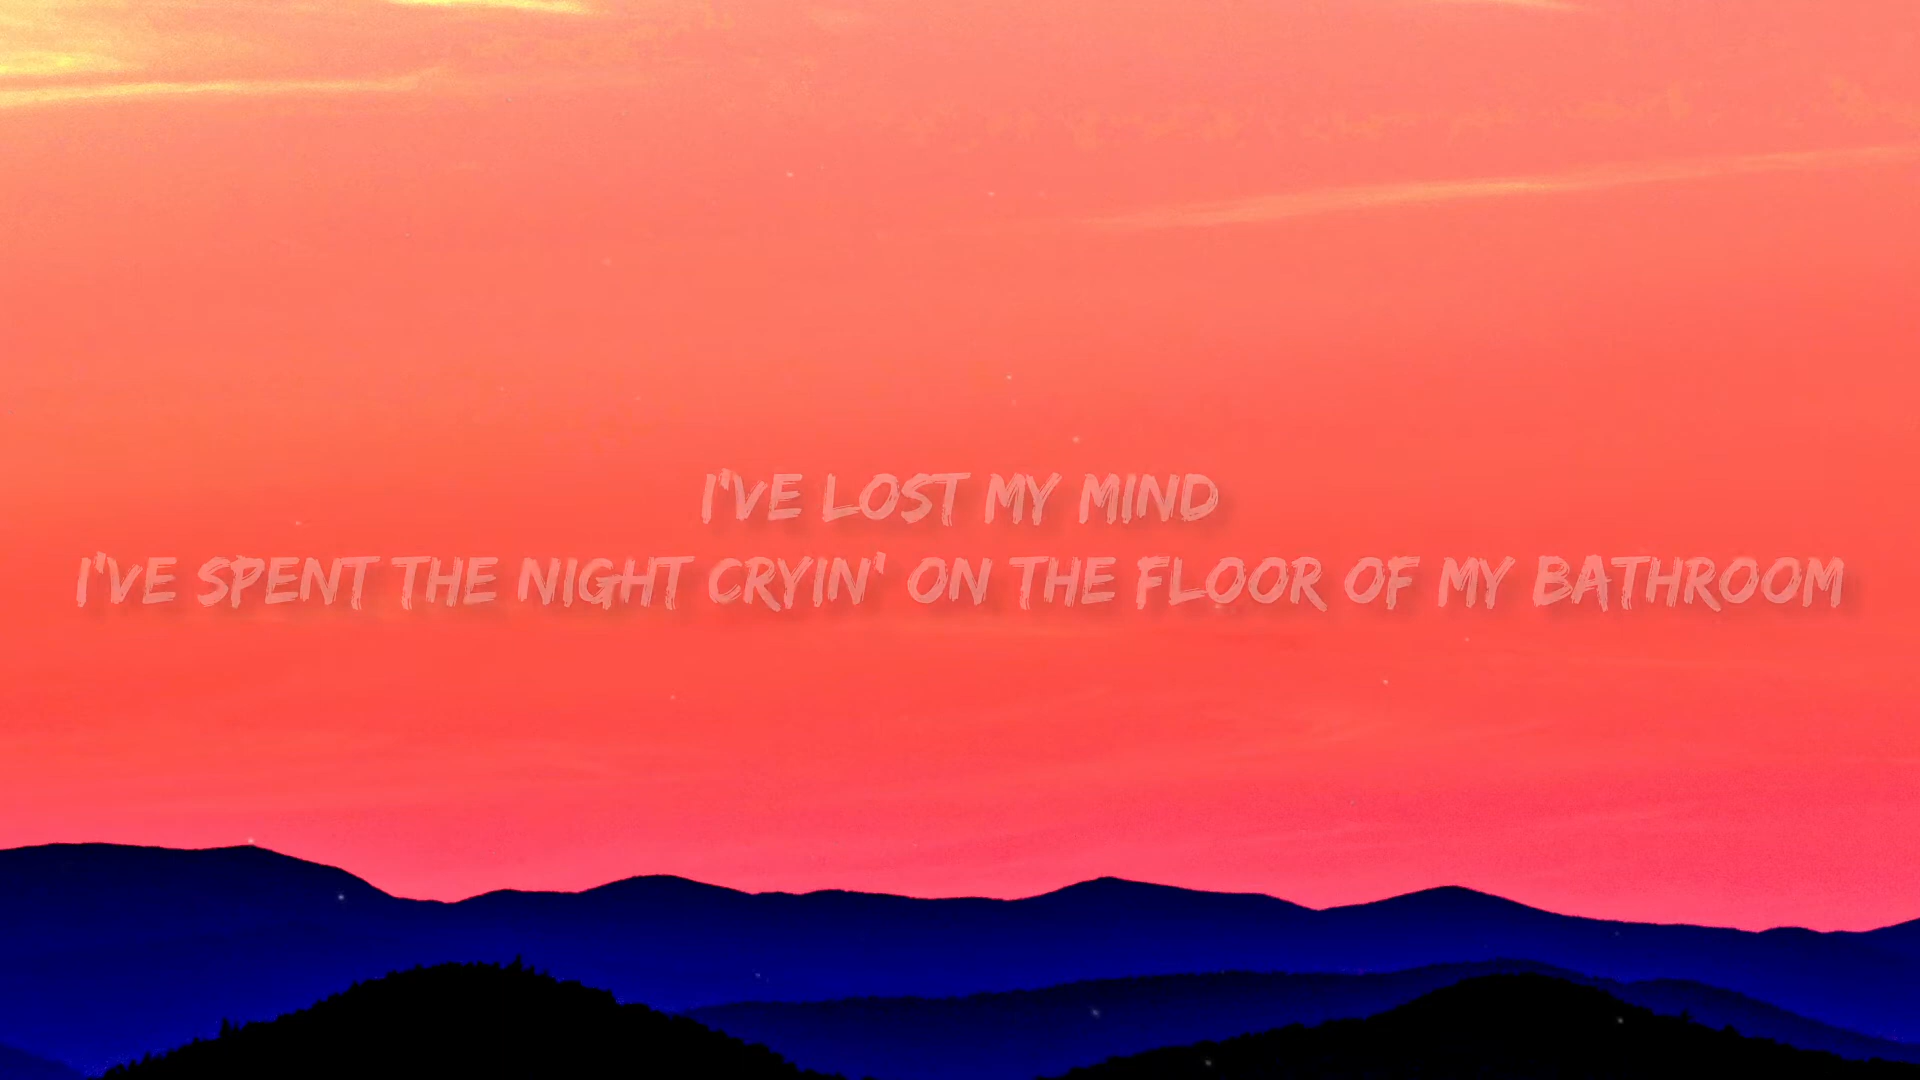 I'VE LOST MY MIND
I'VE SPENT THE NIGHT CRYIN' ON THE FLOOR OF MY BATHROOM